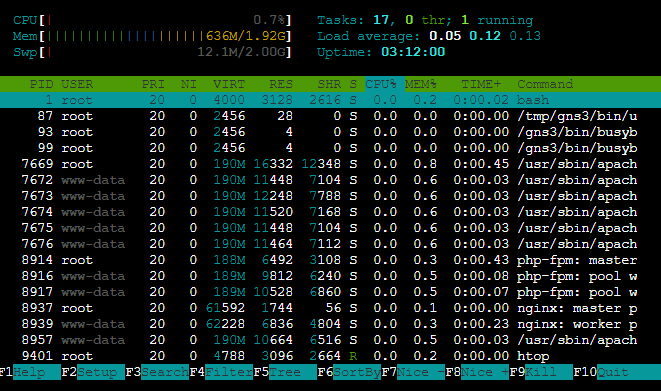 CPU[| 0.7%] Tasks: 17, 0 thr; 1 running
Mem[||||||||||||||||||||636M/1.92G] Load average: 0.05 0.12 0.13
Swp[| 12.1M/2.00G] Uptime: 03:12:00
PID USER PRI NI VIRT RES SHR S CPU% MEM% TIME+ Command
1 root 20 0 4000 3128 2616 S 0.0 0.2 0:00.02 bash
87 root 20 0 2456 28 0 S 0.0 0.0 0:00.00 /tmp/gns3/bin/u
93 root 20 0 2456 4 0 S 0.0 0.0 0:00.00 /gns3/bin/busyb
99 root 20 0 2456 4 0 S 0.0 0.0 0:00.00 /gns3/bin/busyb
7669 root 20 0 190M 16332 12348 S 0.0 0.8 0:00.45 /usr/sbin/apach
7672 www-data 20 0 190M 11448 7104 S 0.0 0.6 0:00.03 /usr/sbin/apach
7673 www-data 20 0 190M 12248 7788 S 0.0 0.6 0:00.03 /usr/sbin/apach
7674 www-data 20 0 190M 11520 7168 S 0.0 0.6 0:00.03 /usr/sbin/apach
7675 www-data 20 0 190M 11448 7104 S 0.0 0.6 0:00.03 /usr/sbin/apach
7676 www-data 20 0 190M 11464 7112 S 0.0 0.6 0:00.03 /usr/sbin/apach
8914 root 20 0 188M 6492 3108 S 0.0 0.3 0:00.43 php-fpm: master
8916 www-data 20 0 189M 9812 6240 S 0.0 0.5 0:00.08 php-fpm: pool w
8917 www-data 20 0 189M 10528 6860 S 0.0 0.5 0:00.07 php-fpm: pool w
8937 root 20 0 61592 1744 56 S 0.0 0.1 0:00.00 nginx: master p
8939 www-data 20 0 62228 6836 4804 S 0.0 0.3 0:00.23 nginx: worker p
8957 www-data 20 0 190M 10664 6516 S 0.0 0.5 0:00.03 /usr/sbin/apach
9401 root 20 0 4788 3096 2664 R 0.0 0.2 0:00.00 htop
F1Help F2Setup F3SearchF4FilterF5Free F6SortByF7Nice -F8Nice +F9Kill F10Quit